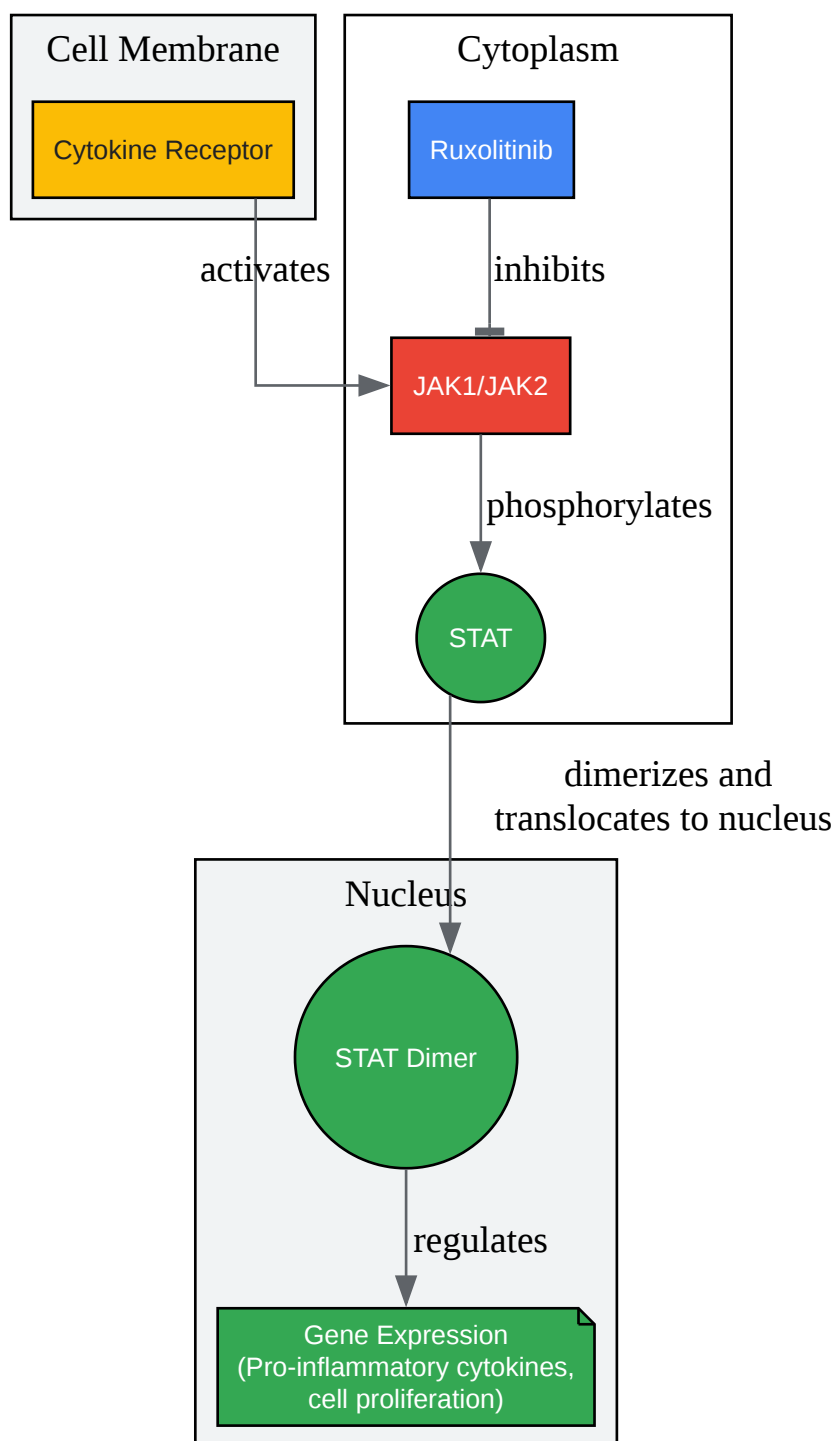 Cell Membrane
Cytoplasm
Cytokine Receptor
Ruxolitinib
activates
inhibits
JAK1/JAK2
phosphorylates
STAT
dimerizes and
translocates to nucleus
Nucleus
STAT Dimer
regulates
Gene Expression
(Pro-inflammatory cytokines,
cell proliferation)